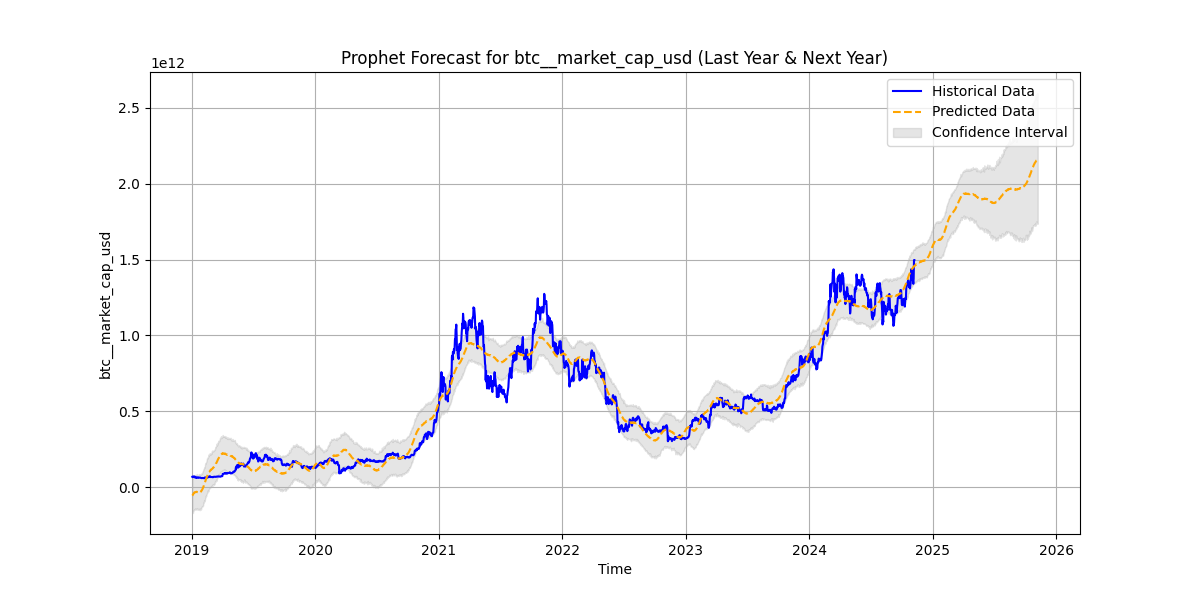 Prophet Forecast for btc__market_cap_usd (Last Year & Next Year)
1e12
Historical Data
Predicted Data
Confidence Interval
2.5
2.0
1.5
1.0
0.5
0.0
btc__market_cap_usd
2019 2020 2021 2022 2023 2024 2025 2026
Time